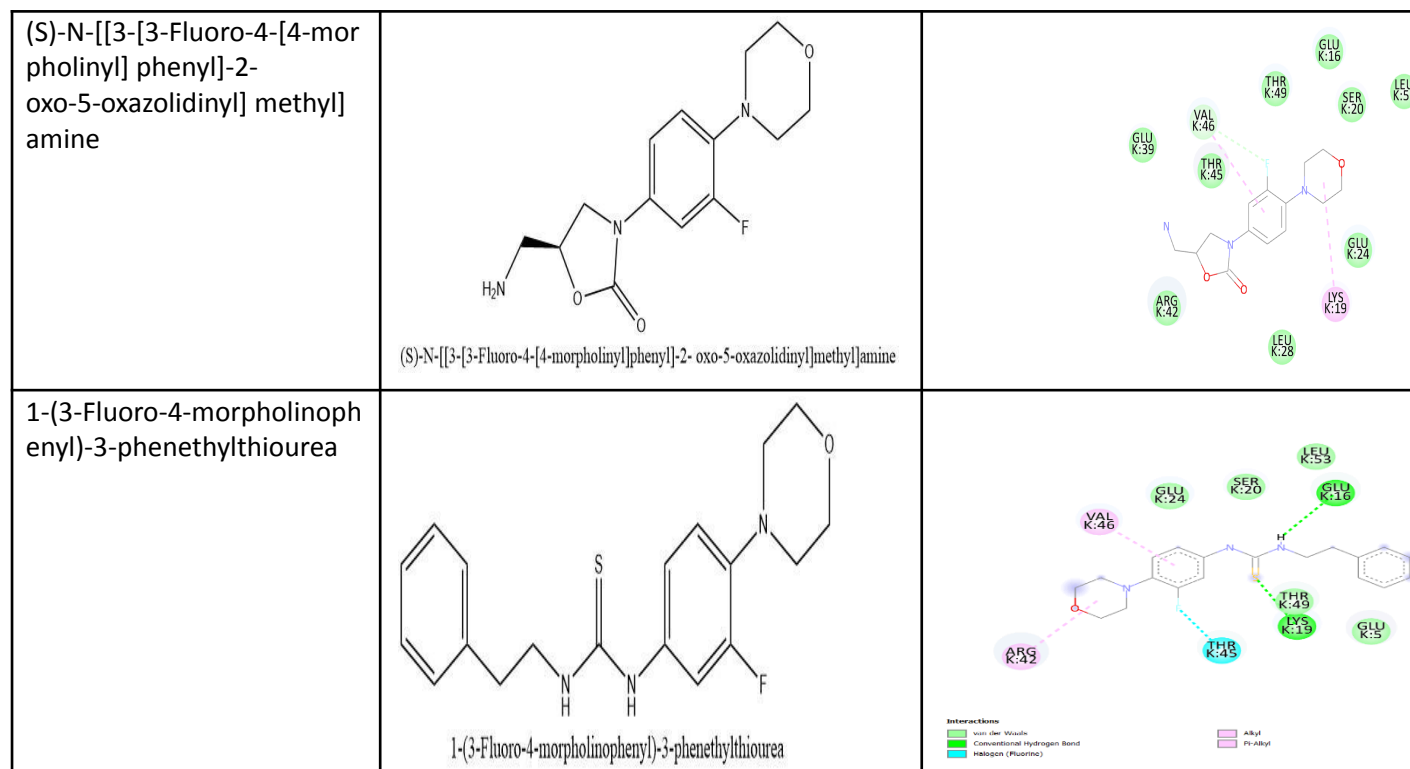 (S)-N-[[3-[3-Fluoro-4-[4-mor
pholinyl] phenyl]-2-
oxo-5-oxazolidinyl] methyl]
amine
O
N
F
N
H₂N
O
O
(S)-N-[[3-[3-Fluoro-4-[4-morpholinyl]phenyl]-2- oxo-5-oxazolidinyl]methyl]amine
GLU
K:16
THR
K:49
LEU
K:5
SER
K:20
VAL
K:46
GLU
K:39
THR
K:45
F
O
N
N
N
O
O
GLU
K:24
ARG
K:42
LYS
K:19
LEU
K:28
1-(3-Fluoro-4-morpholinoph
enyl)-3-phenethylthiourea
O
N
S
F
N
H
N
H
1-(3-Fluoro-4-morpholinophenyl)-3-phenethylthiourea
LEU
K:53
GLU
K:24
SER
K:20
GLU
K:16
VAL
K:46
H
N
N
N
O
THR
K:49
LYS
K:19
GLU
K:5
THR
K:45
ARG
K:42
Interactions
van der Waals
Conventional Hydrogen Bond
Halogen (Fluorine)
Alkyl
Pi-Alkyl